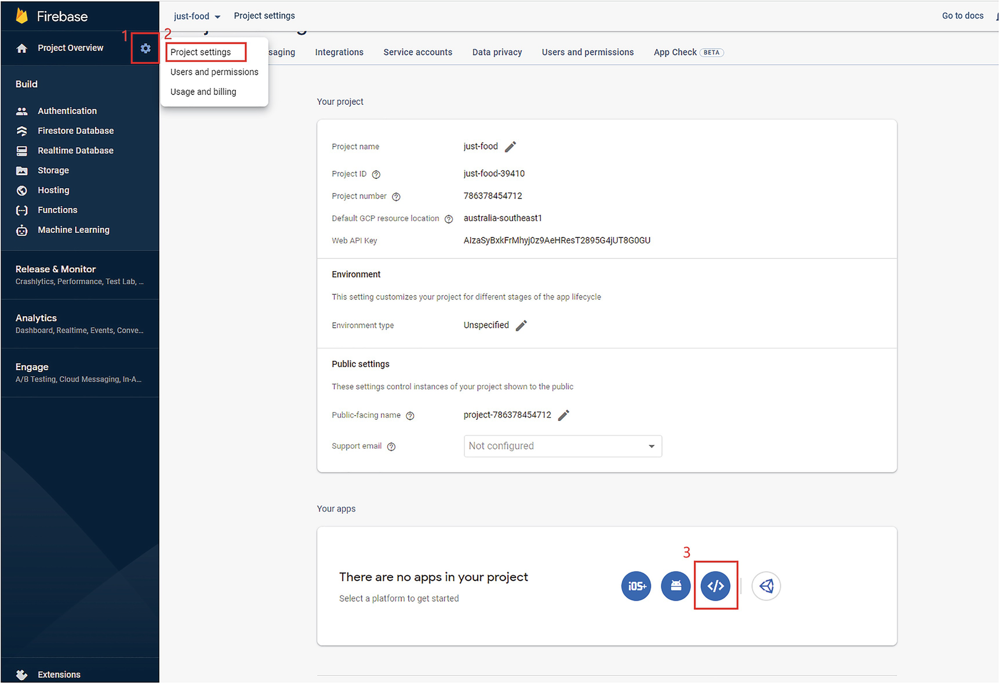 Firebase
just-food
Project settings
Go to docs
1
2
Project Overview
Project settings
Users and permissions
Usage and billing
saging
Integrations
Service accounts
Data privacy
Users and permissions
App Check BETA
Build
Authentication
Firestore Database
Realtime Database
Storage
Hosting
Functions
Machine Learning
Release & Monitor
Crashlytics, Performance, Test Lab, ...
Analytics
Dashboard, Realtime, Events, Conve...
Engage
A/B Testing, Cloud Messaging, In-A...
Extensions
Your project
Project name just-food
Project ID ? just-food-39410
Project number ? 786378454712
Default GCP resource location ? australia-southeast1
Web API Key AIzaSyBxkFrMhyj0z9AeHResT2895G4jUT8G0GU
Environment
This setting customizes your project for different stages of the app lifecycle
Environment type Unspecified
Public settings
These settings control instances of your project shown to the public
Public-facing name ? project-786378454712
Support email ? Not configured
Your apps
3
There are no apps in your project
Select a platform to get started
iOS+
</>